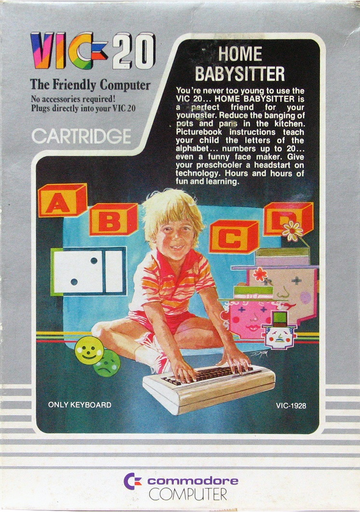 VIC-20
The Friendly Computer
No accessories required!
Plugs directly into your VIC 20
CARTRIDGE
HOME
BABYSITTER
You're never too young to use the
VIC 20... HOME BABYSITTER is
a perfect friend for your
youngster. Reduce the banging of
pots and pans in the kitchen.
Picturebook instructions teach
your child the letters of the
alphabet... numbers up to 20...
even a funny face maker. Give
your preschooler a headstart on
technology. Hours and hours of
fun and learning.
A
B
C
D
ONLY KEYBOARD
VIC-1928
commodore
COMPUTER